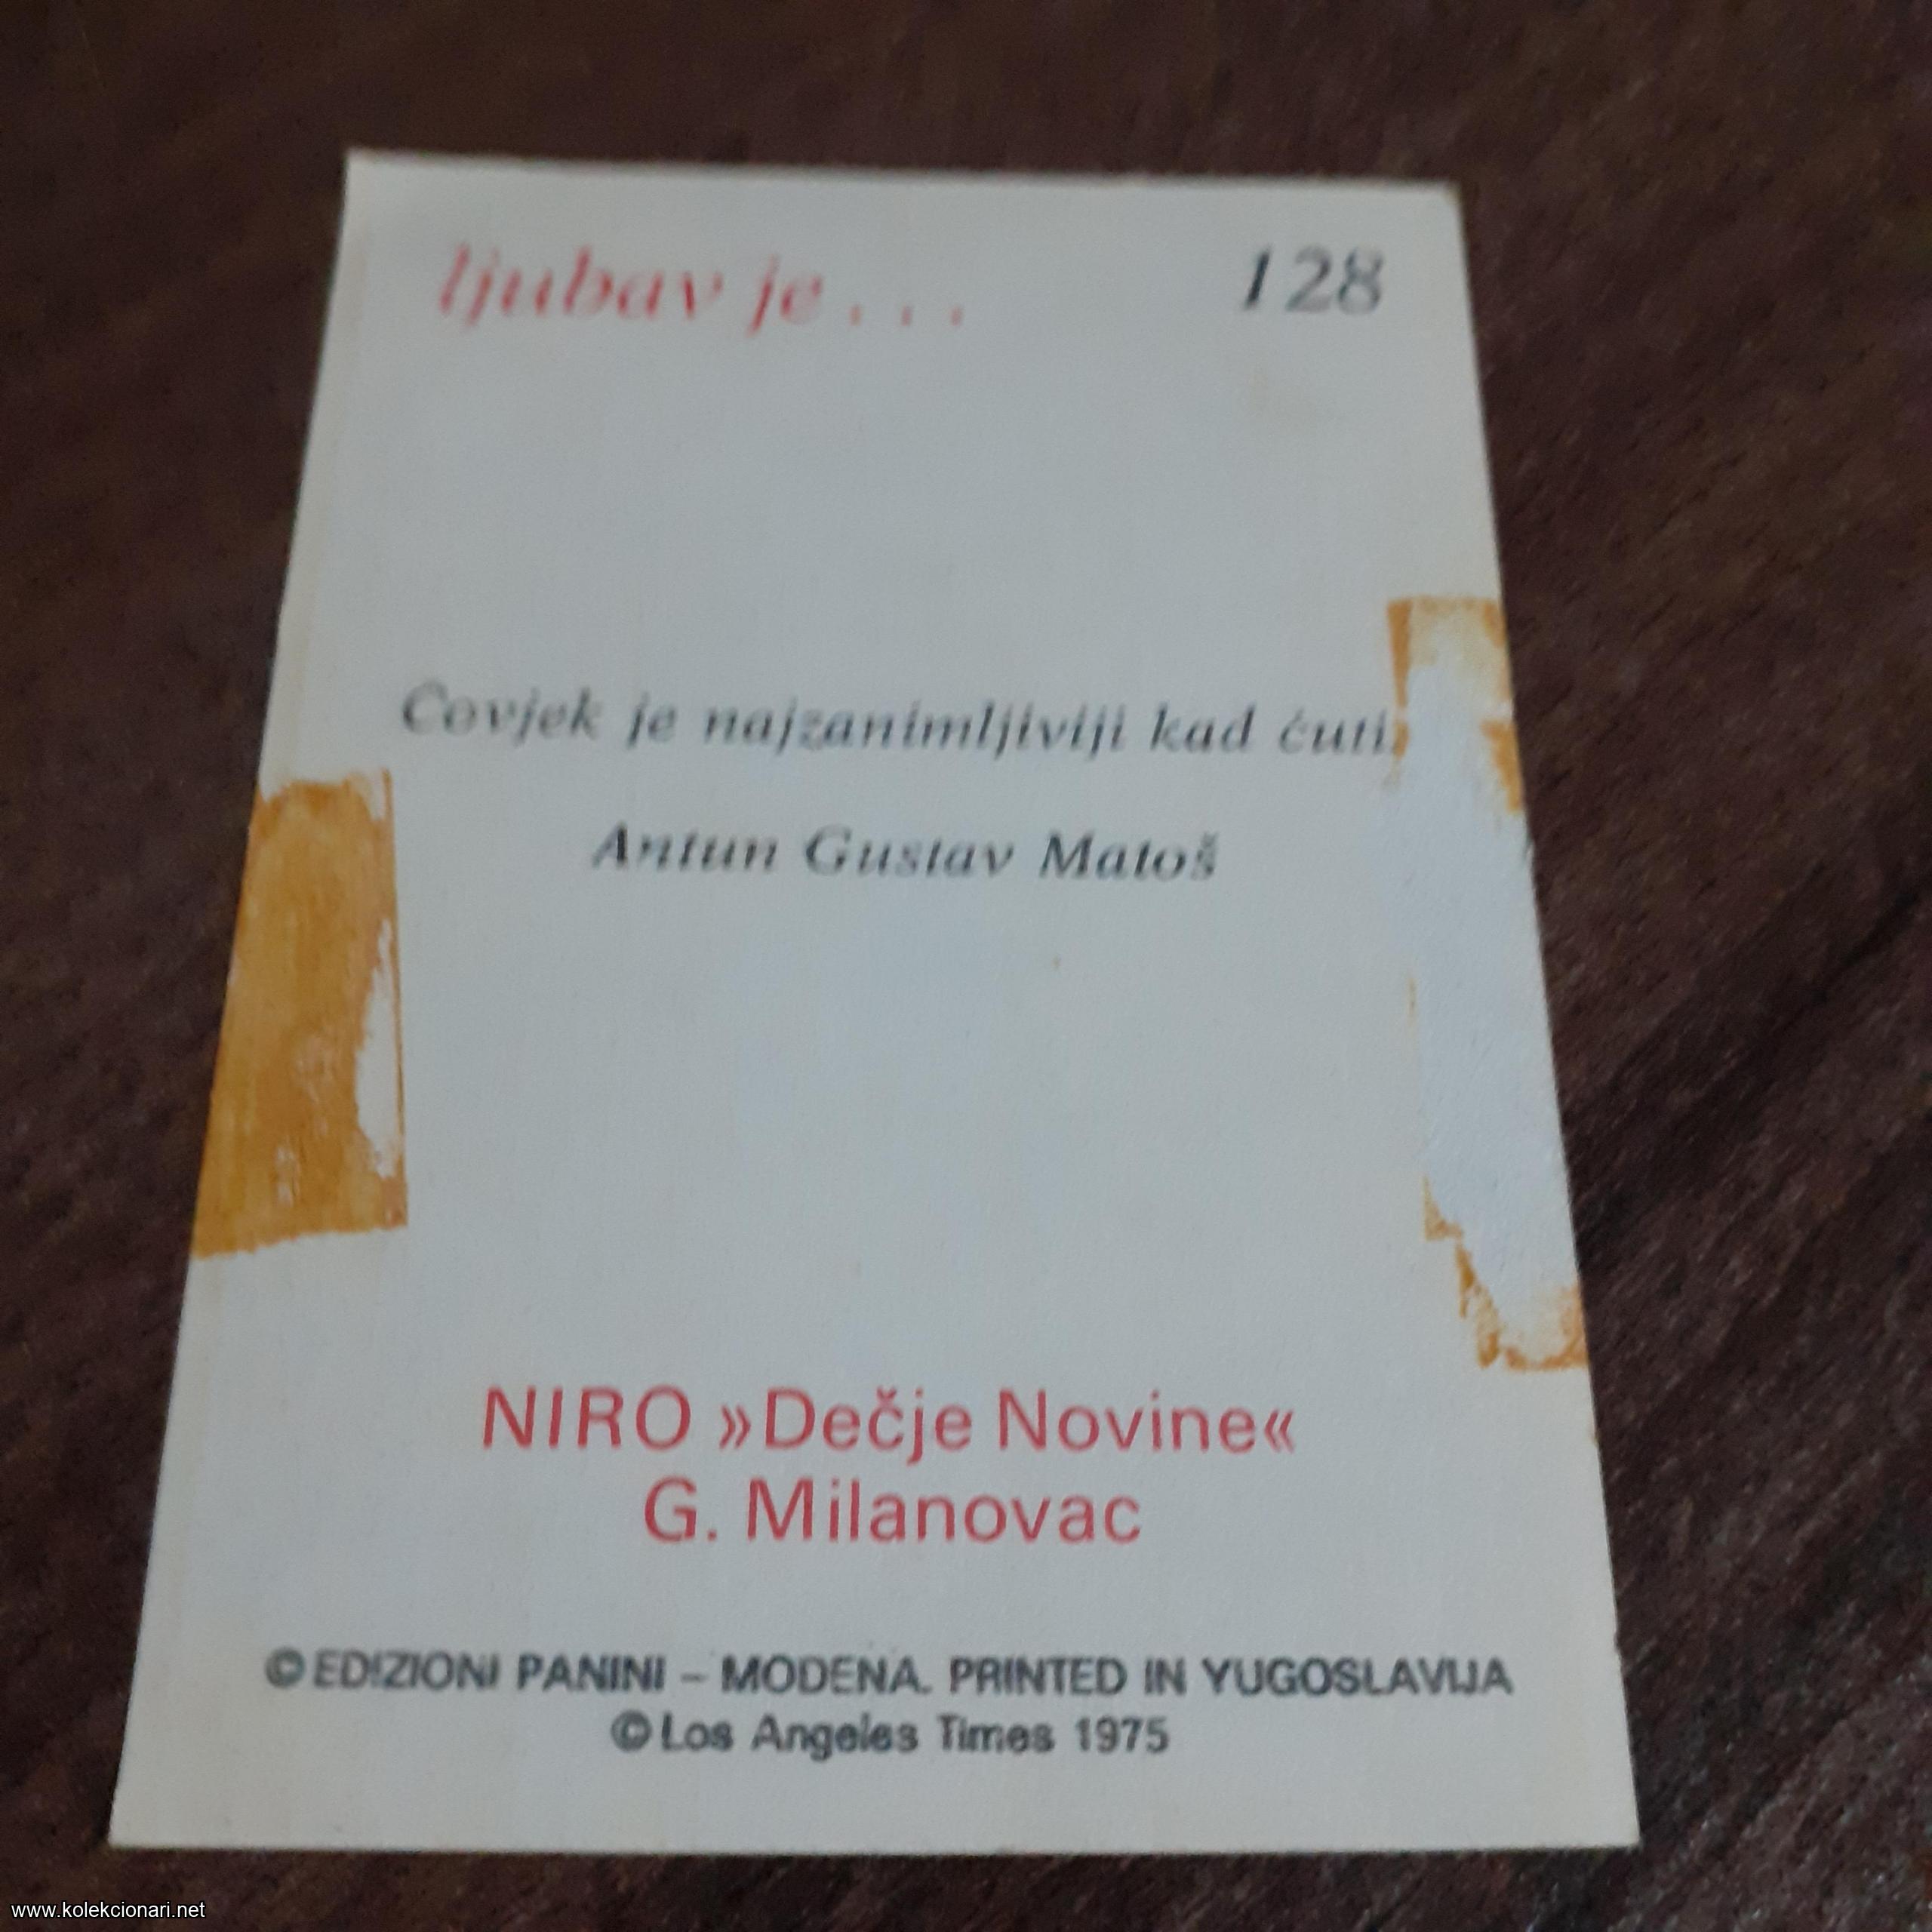 ljubav je . . .
128
Čovjek je najzanimljiviji kad ćuti.
Antun Gustav Matoš
NIRO »Dečje Novine«
G. Milanovac
© EDIZIONI PANINI – MODENA. PRINTED IN YUGOSLAVIJA
© Los Angeles Times 1975
www.kolekcionari.net